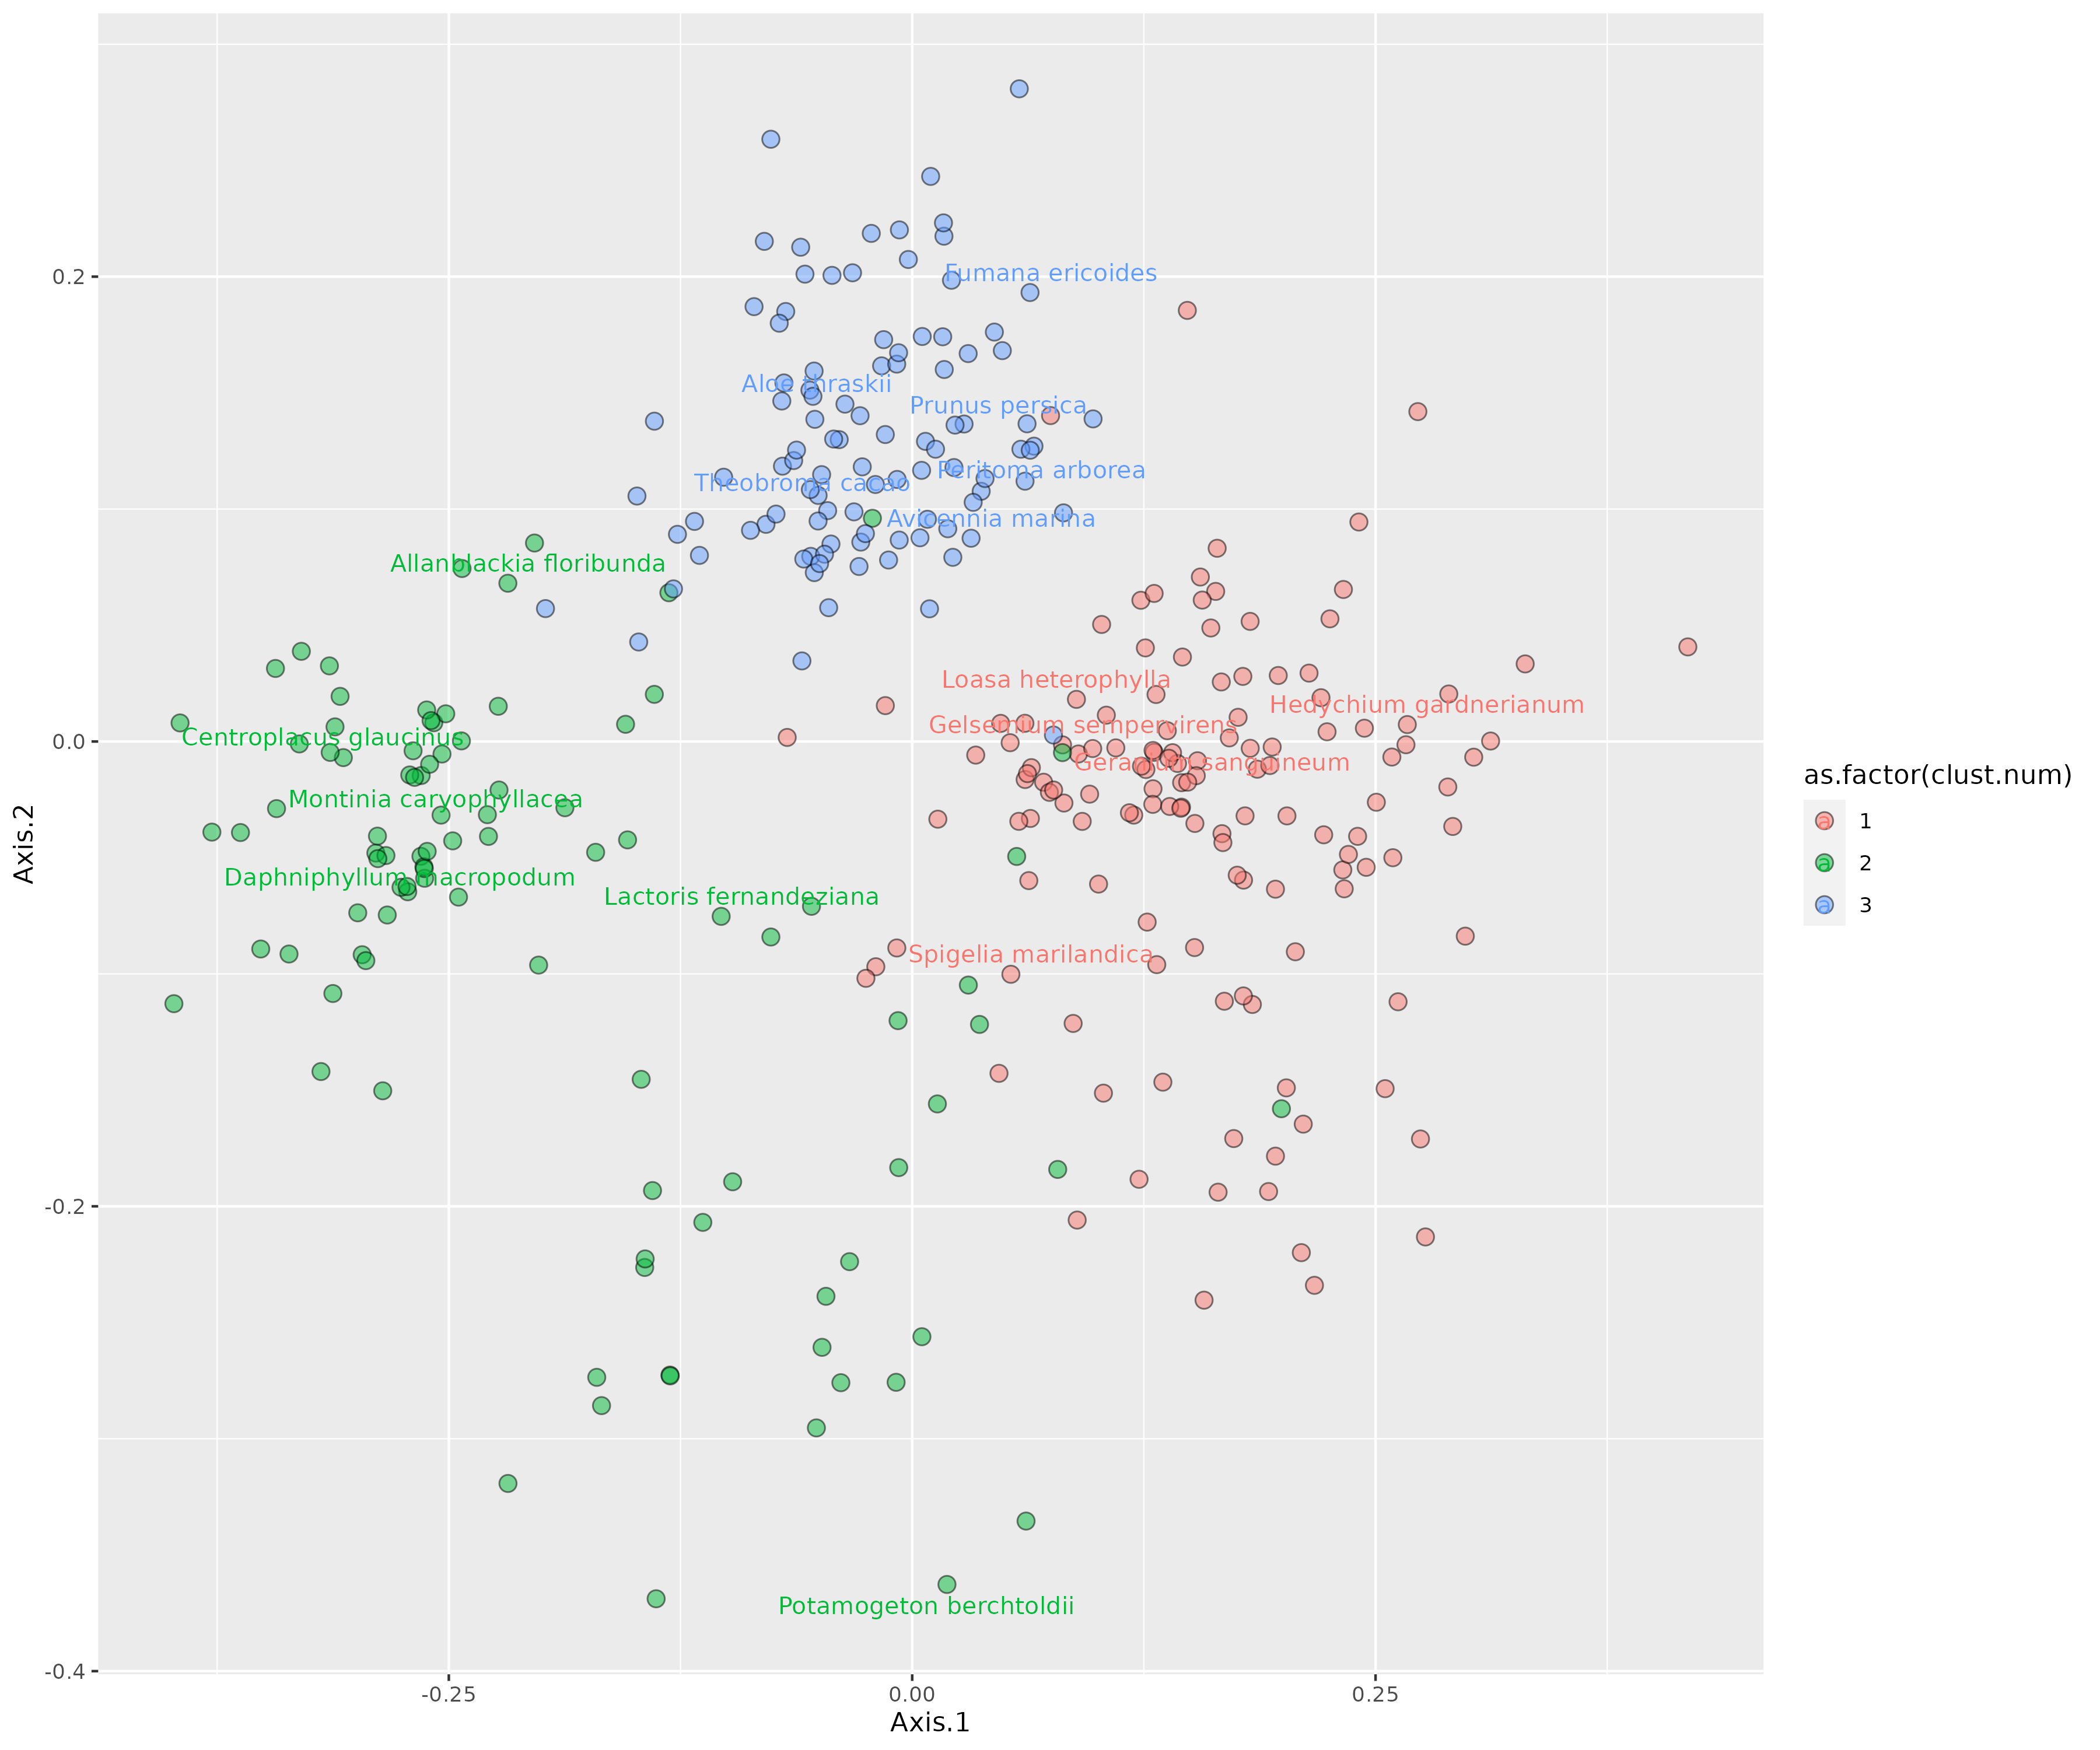 0.2
0.0
-0.2
-0.4
Axis.2
Fumana ericoides
Aloe thraskii
Prunus persica
Peritoma arborea
Theobroma cacao
Avicennia marina
Allanblackia floribunda
Loasa heterophylla
Hedychium gardnerianum
Gelsemium sempervirens
Centroplacus glaucinus
Geranium sanguineum
Montinia caryophyllacea
Daphniphyllum macropodum
Lactoris fernandeziana
Spigelia marilandica
Potamogeton berchtoldii
-0.25
0.00
0.25
Axis.1
as.factor(clust.num)
a 1
a 2
a 3